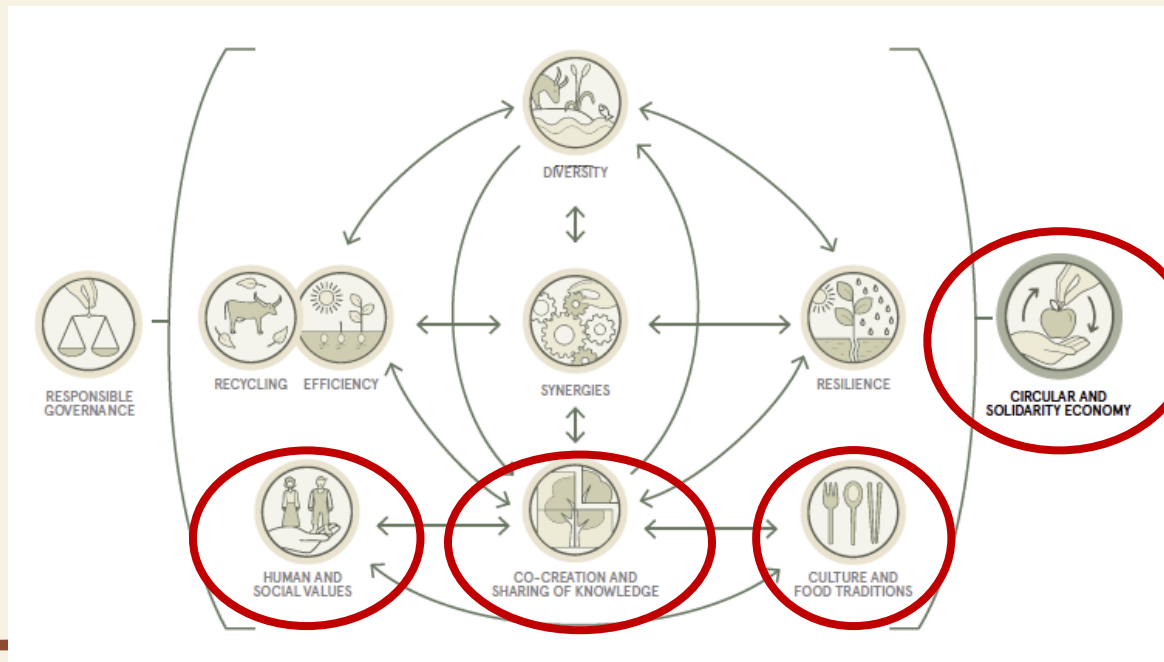 DIVERSITY
RECYCLING
EFFICIENCY
SYNERGIES
RESILIENCE
RESPONSIBLE
GOVERNANCE
CIRCULAR AND
SOLIDARITY ECONOMY
HUMAN AND
SOCIAL VALUES
CO-CREATION AND
SHARING OF KNOWLEDGE
CULTURE AND
FOOD TRADITIONS